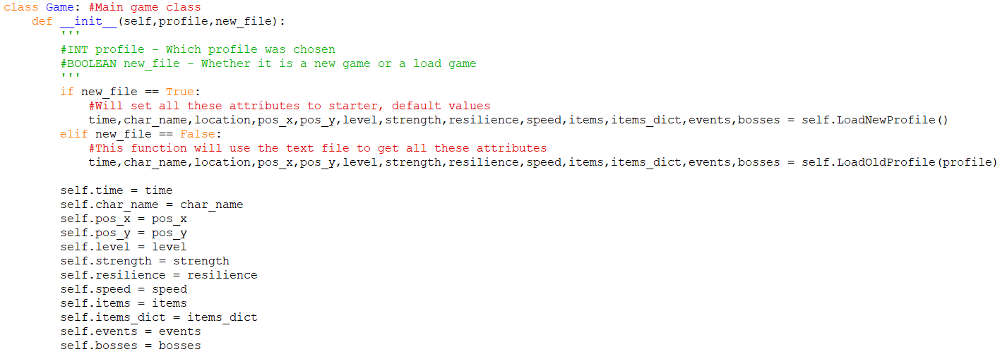 class Game: #Main game class
    def __init__(self,profile,new_file):
        '''
        #INT profile - Which profile was chosen
        #BOOLEAN new_file - Whether it is a new game or a load game
        '''
        if new_file == True:
            #Will set all these attributes to starter, default values
            time,char_name,location,pos_x,pos_y,level,strength,resilience,speed,items,items_dict,events,bosses = self.LoadNewProfile()
        elif new_file == False:
            #This function will use the text file to get all these attributes
            time,char_name,location,pos_x,pos_y,level,strength,resilience,speed,items,items_dict,events,bosses = self.LoadOldProfile(profile)

        self.time = time
        self.char_name = char_name
        self.pos_x = pos_x
        self.pos_y = pos_y
        self.level = level
        self.strength = strength
        self.resilience = resilience
        self.speed = speed
        self.items = items
        self.items_dict = items_dict
        self.events = events
        self.bosses = bosses